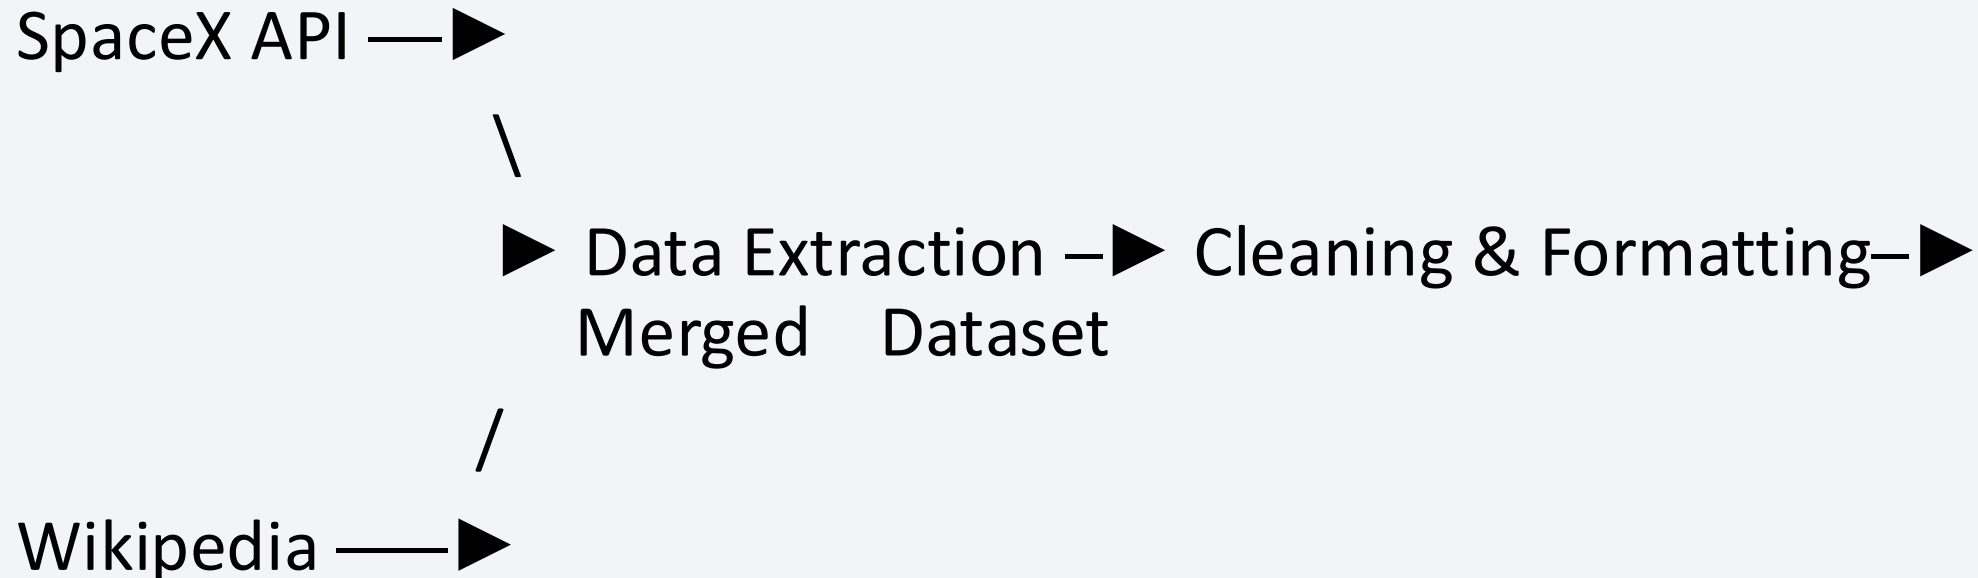 SpaceX API —►
\
► Data Extraction –► Cleaning & Formatting–►
Merged Dataset
/
Wikipedia ——►